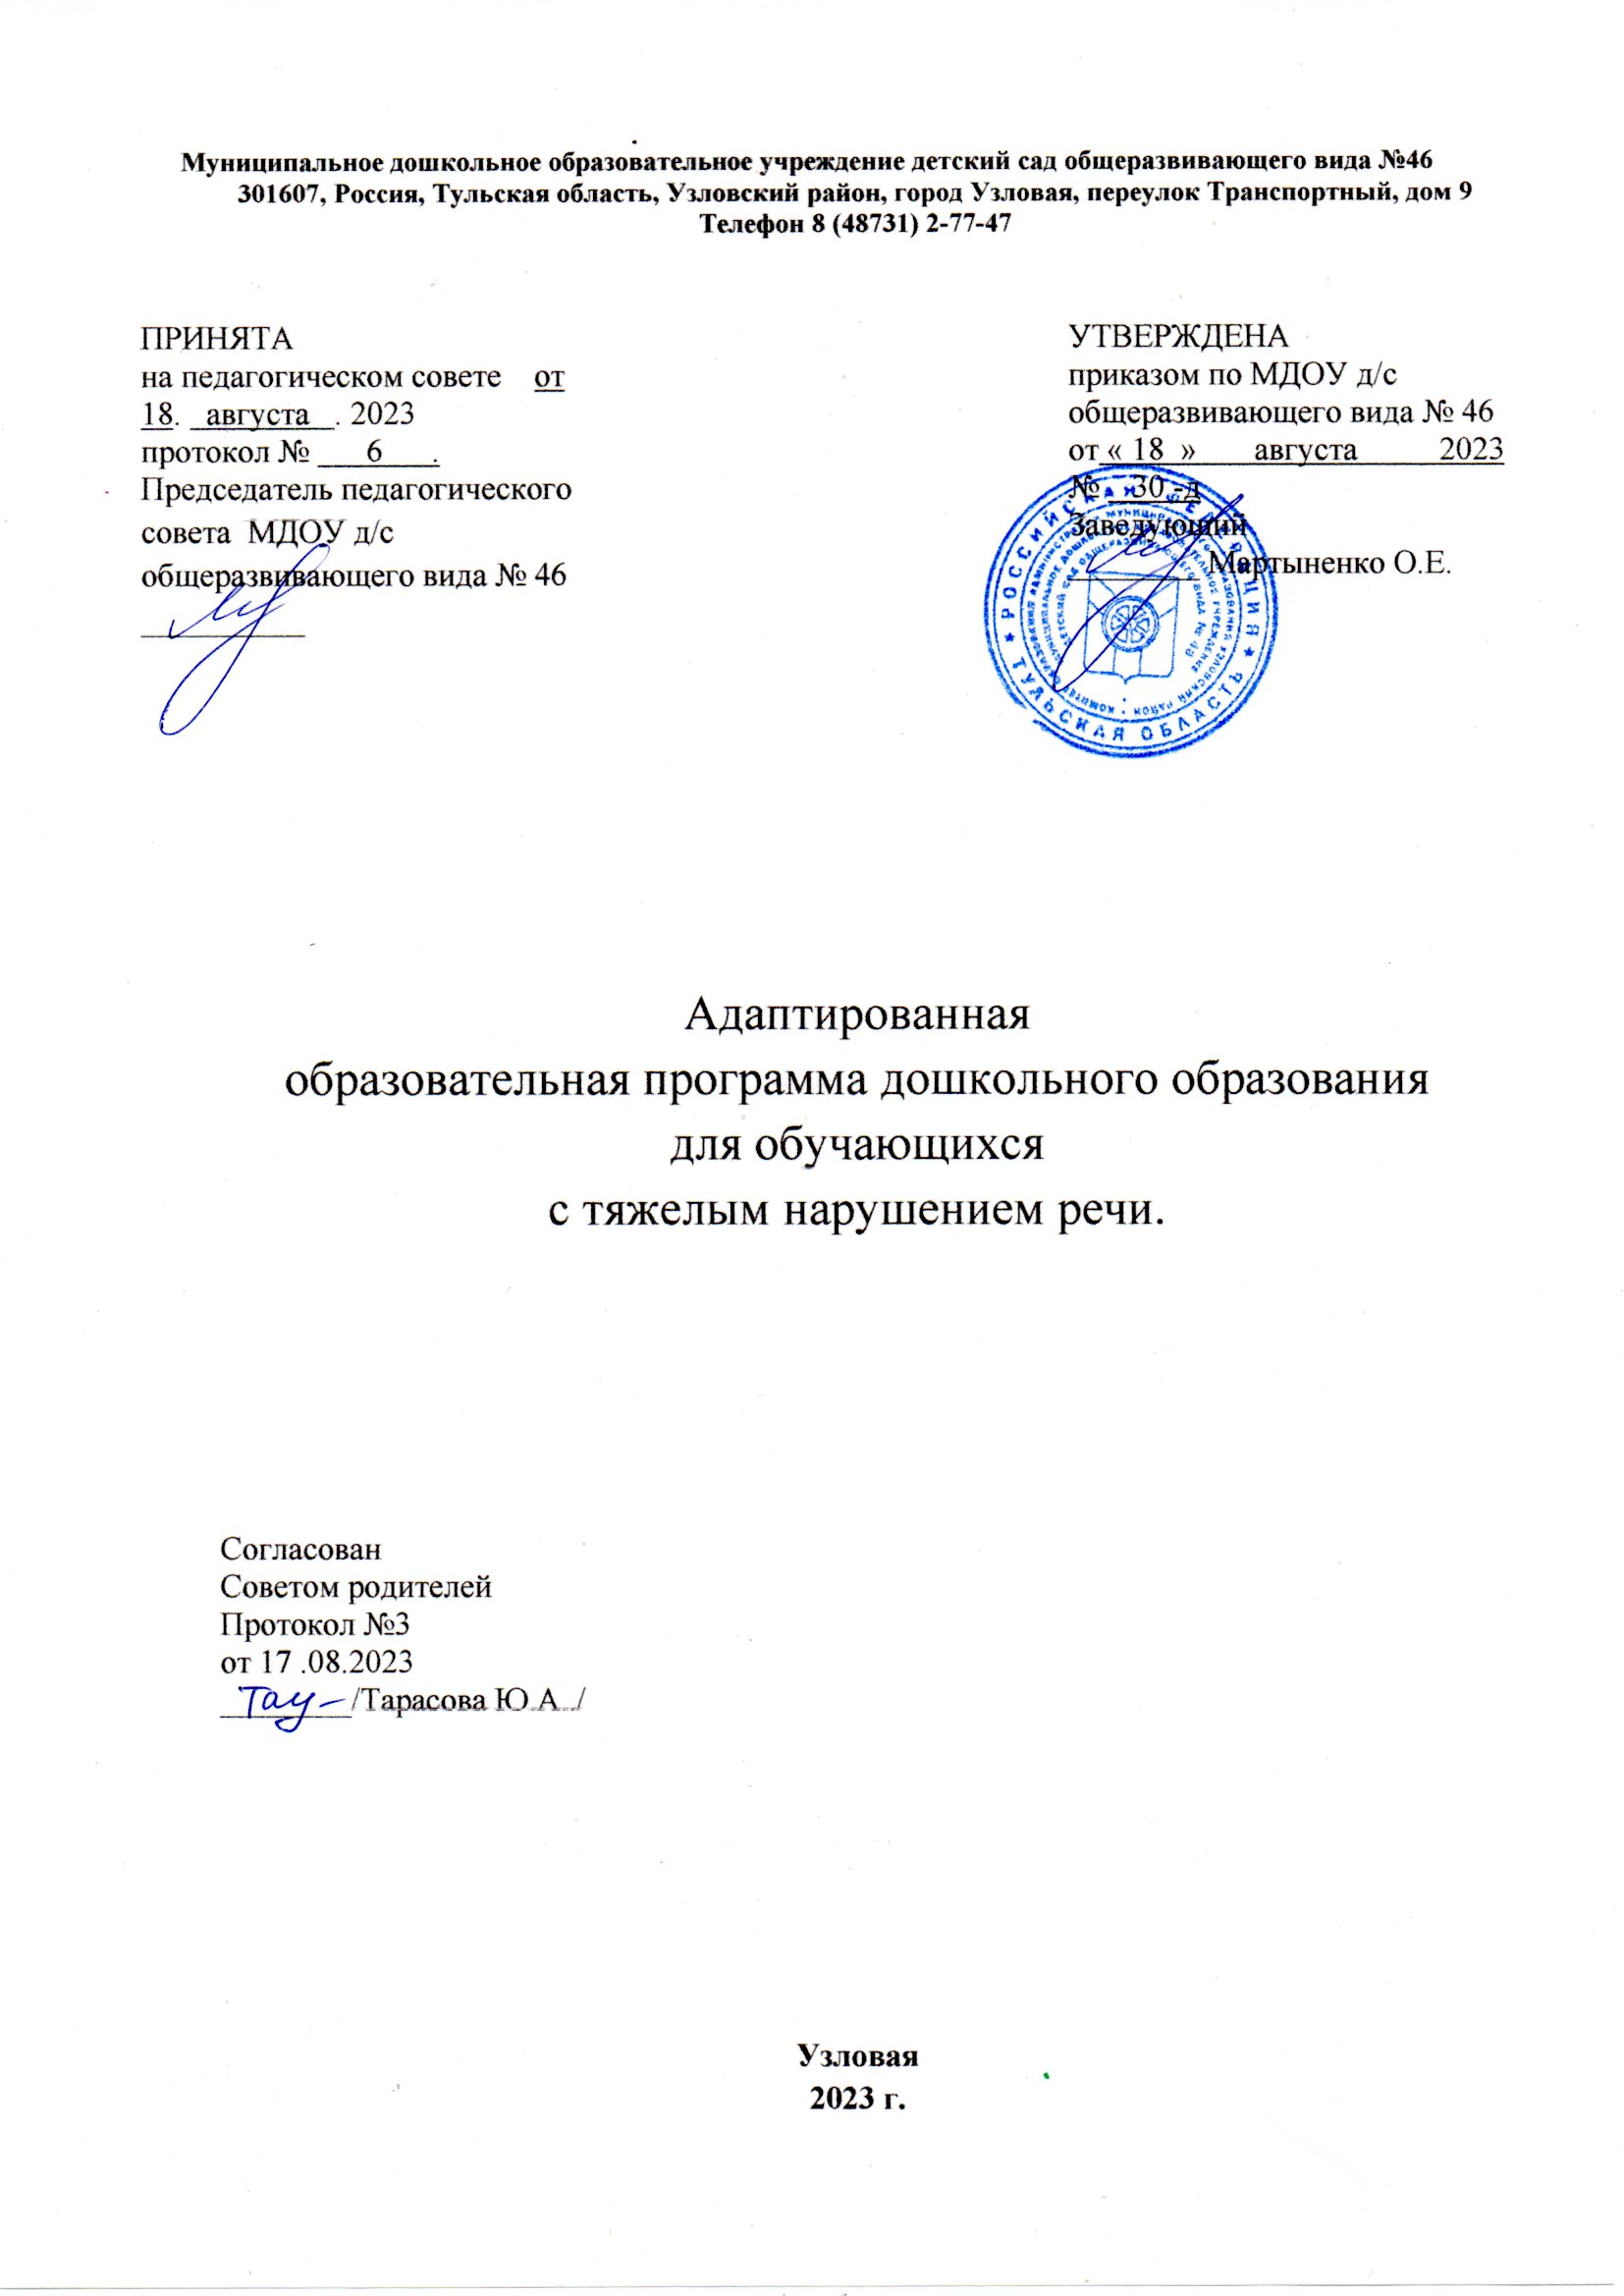 Муниципальное дошкольное образовательное учреждение детский сад общеразвивающего вида №46
301607, Россия, Тульская область, Узловский район, город Узловая, переулок Транспортный, дом 9
Телефон 8 (48731) 2-77-47
ПРИНЯТА
на педагогическом совете от
18. августа . 2023
протокол № 6 .
Председатель педагогического
совета МДОУ д/с
общеразвивающего вида № 46
УТВЕРЖДЕНА
приказом по МДОУ д/с
общеразвивающего вида № 46
от « 18 » августа 2023
№ 30 -д
Заведующий
Мартыненко О.Е.
РОССИЙСКАЯ ФЕДЕРАЦИЯ
ТУЛЬСКАЯ ОБЛАСТЬ
Адаптированная
образовательная программа дошкольного образования
для обучающихся
с тяжелым нарушением речи.
Согласован
Советом родителей
Протокол №3
от 17 .08.2023
/Тарасова Ю.А../
Узловая
2023 г.